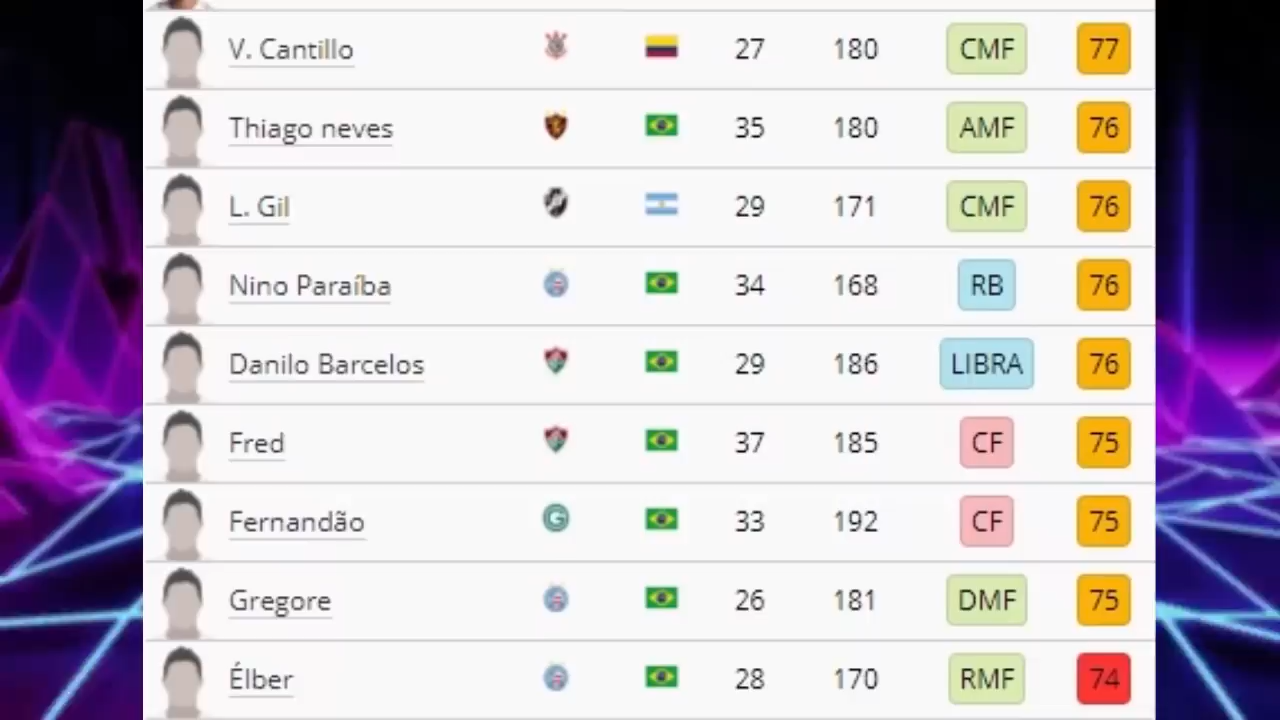 V. Cantillo 27 180 CMF 77
Thiago neves 35 180 AMF 76
L. Gil 29 171 CMF 76
Nino Paraíba 34 168 RB 76
Danilo Barcelos 29 186 LIBRA 76
Fred 37 185 CF 75
Fernandão 33 192 CF 75
Gregore 26 181 DMF 75
Élber 28 170 RMF 74